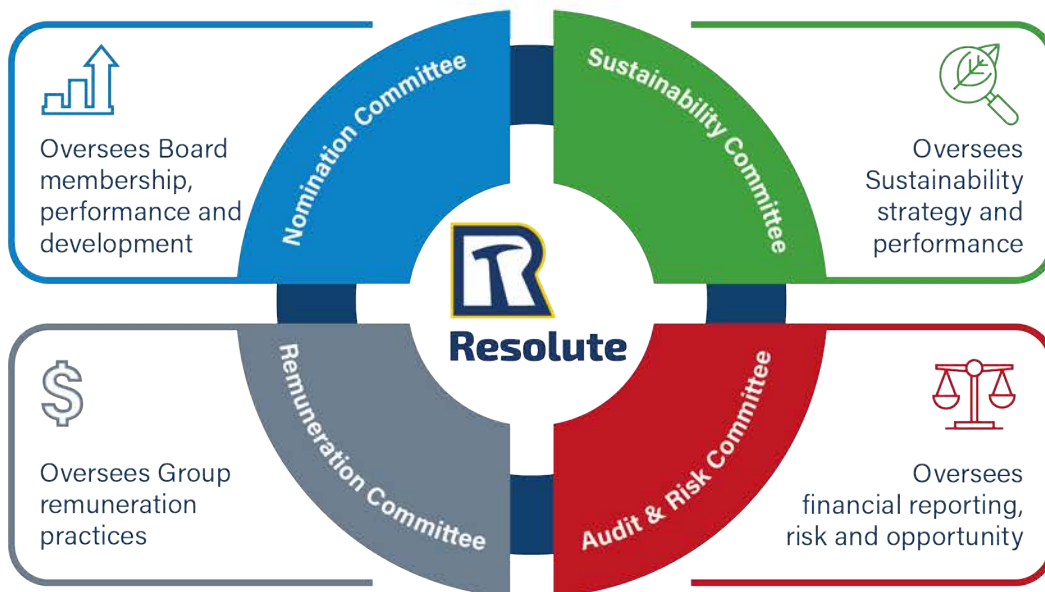 Nomination Committee
Oversees Board
membership,
performance and
development
Sustainability Committee
Oversees
Sustainability
strategy and
performance
R
Resolute
Remuneration Committee
$
Oversees Group
remuneration
practices
Audit & Risk Committee
Oversees
financial reporting,
risk and opportunity